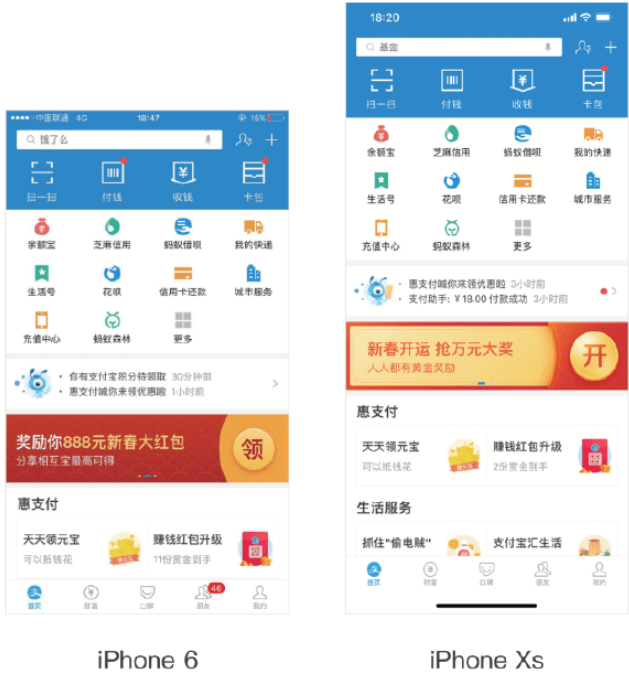 中国联通 4G 18:47 15%
饿了么
扫一扫 付钱 收钱 卡包
余额宝 芝麻信用 蚂蚁借呗 我的快递
生活号 花呗 信用卡还款 城市服务
充值中心 蚂蚁森林 更多
你有支付宝积分待领取 30分钟前
惠支付喊你来领优惠啦 1小时前
奖励你888元新春大红包
分享相互宝最高可得
领
惠支付
天天领元宝 赚钱红包升级
可以抵钱花 11份赏金到手
46
首页 财富 口碑 朋友 我的
iPhone 6
18:20
基金
扫一扫 付钱 收钱 卡包
余额宝 芝麻信用 蚂蚁借呗 我的快递
生活号 花呗 信用卡还款 城市服务
充值中心 蚂蚁森林 更多
惠支付喊你来领优惠啦 3小时前
支付助手: ¥18.00 付款成功 3小时前
新春开运 抢万元大奖
人人都有黄金奖励
开
惠支付
天天领元宝 赚钱红包升级
可以抵钱花 2份赏金到手
生活服务
抓住"偷电贼" 支付宝汇生活
首页 财富 口碑 朋友 我的
iPhone Xs